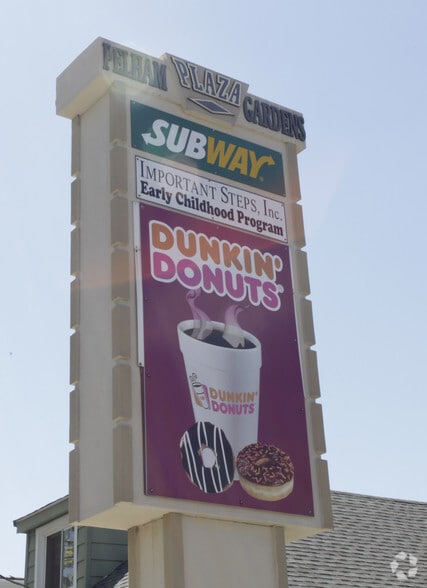 PELHAM PLAZA GARDENS
SUBWAY
IMPORTANT STEPS, Inc.
Early Childhood Program
DUNKIN'
DONUTS
DUNKIN'
DONUTS